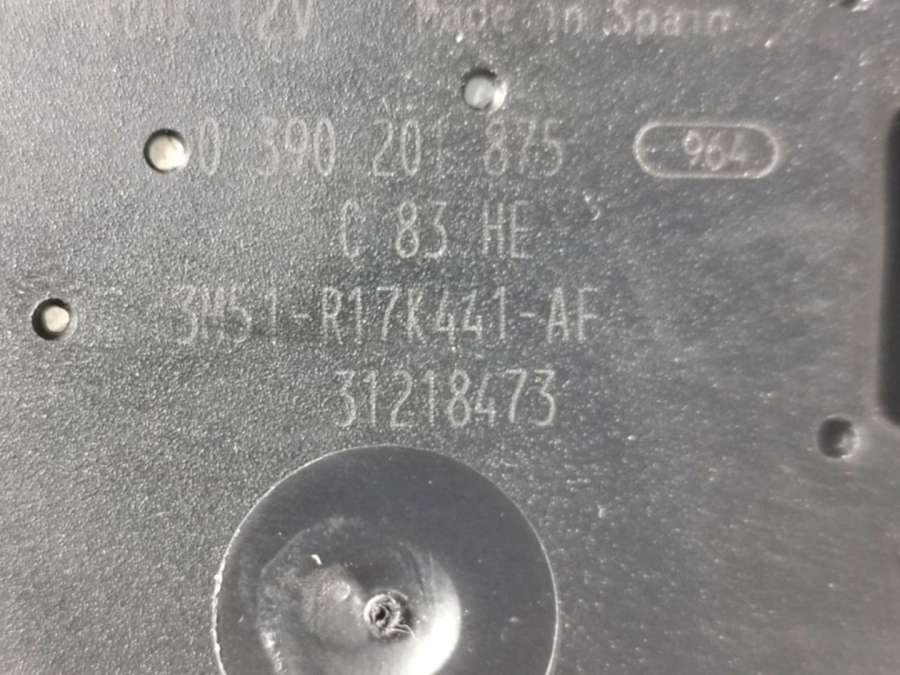 12V Made in Spain
0 390 201 875 964
C 83 HE
3M51-R17K441-AF
31218473